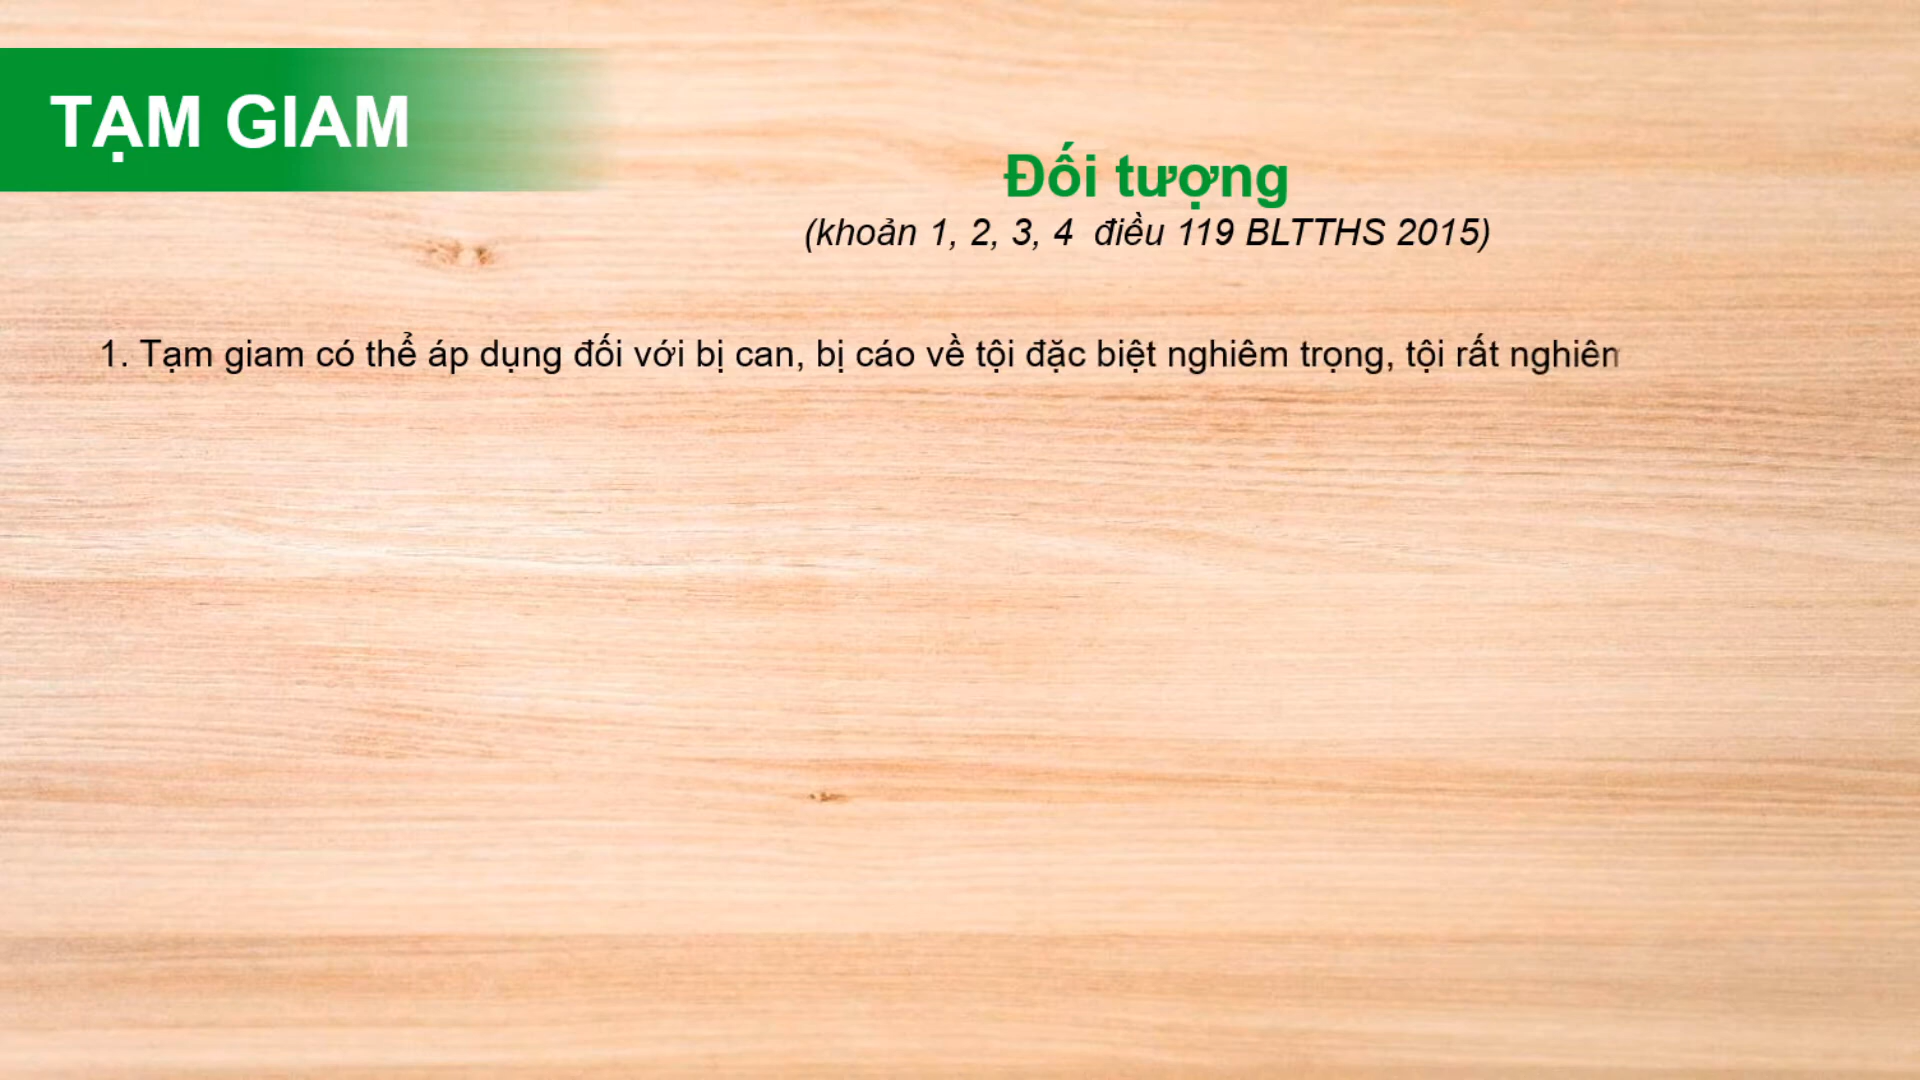 TẠM GIAM
Đối tượng
(khoản 1, 2, 3, 4 điều 119 BLTTHS 2015)
1. Tạm giam có thể áp dụng đối với bị can, bị cáo về tội đặc biệt nghiêm trọng, tội rất